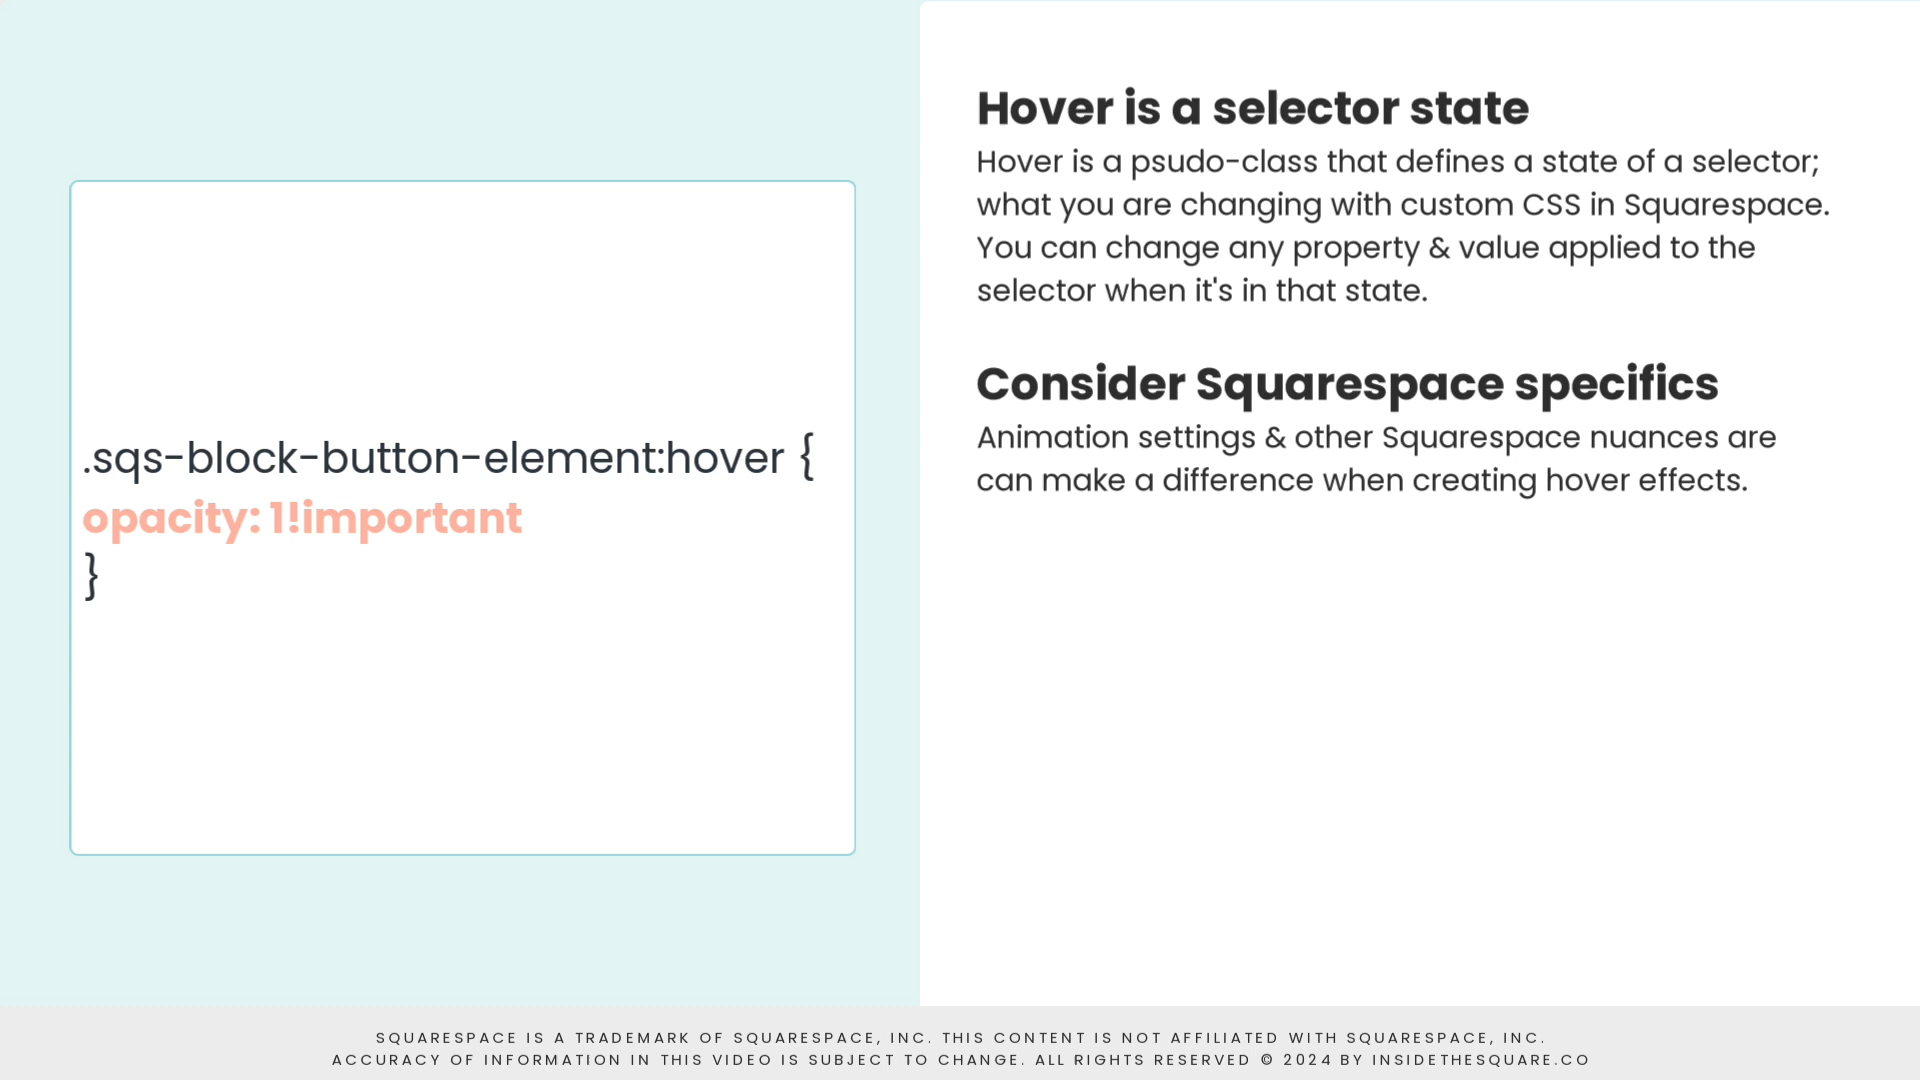 .sqs-block-button-element:hover {
opacity: 1!important
}
Hover is a selector state
Hover is a psudo-class that defines a state of a selector;
what you are changing with custom CSS in Squarespace.
You can change any property & value applied to the
selector when it's in that state.
Consider Squarespace specifics
Animation settings & other Squarespace nuances are
can make a difference when creating hover effects.
SQUARESPACE IS A TRADEMARK OF SQUARESPACE, INC. THIS CONTENT IS NOT AFFILIATED WITH SQUARESPACE, INC.
ACCURACY OF INFORMATION IN THIS VIDEO IS SUBJECT TO CHANGE. ALL RIGHTS RESERVED © 2024 BY INSIDETHESQUARE.CO